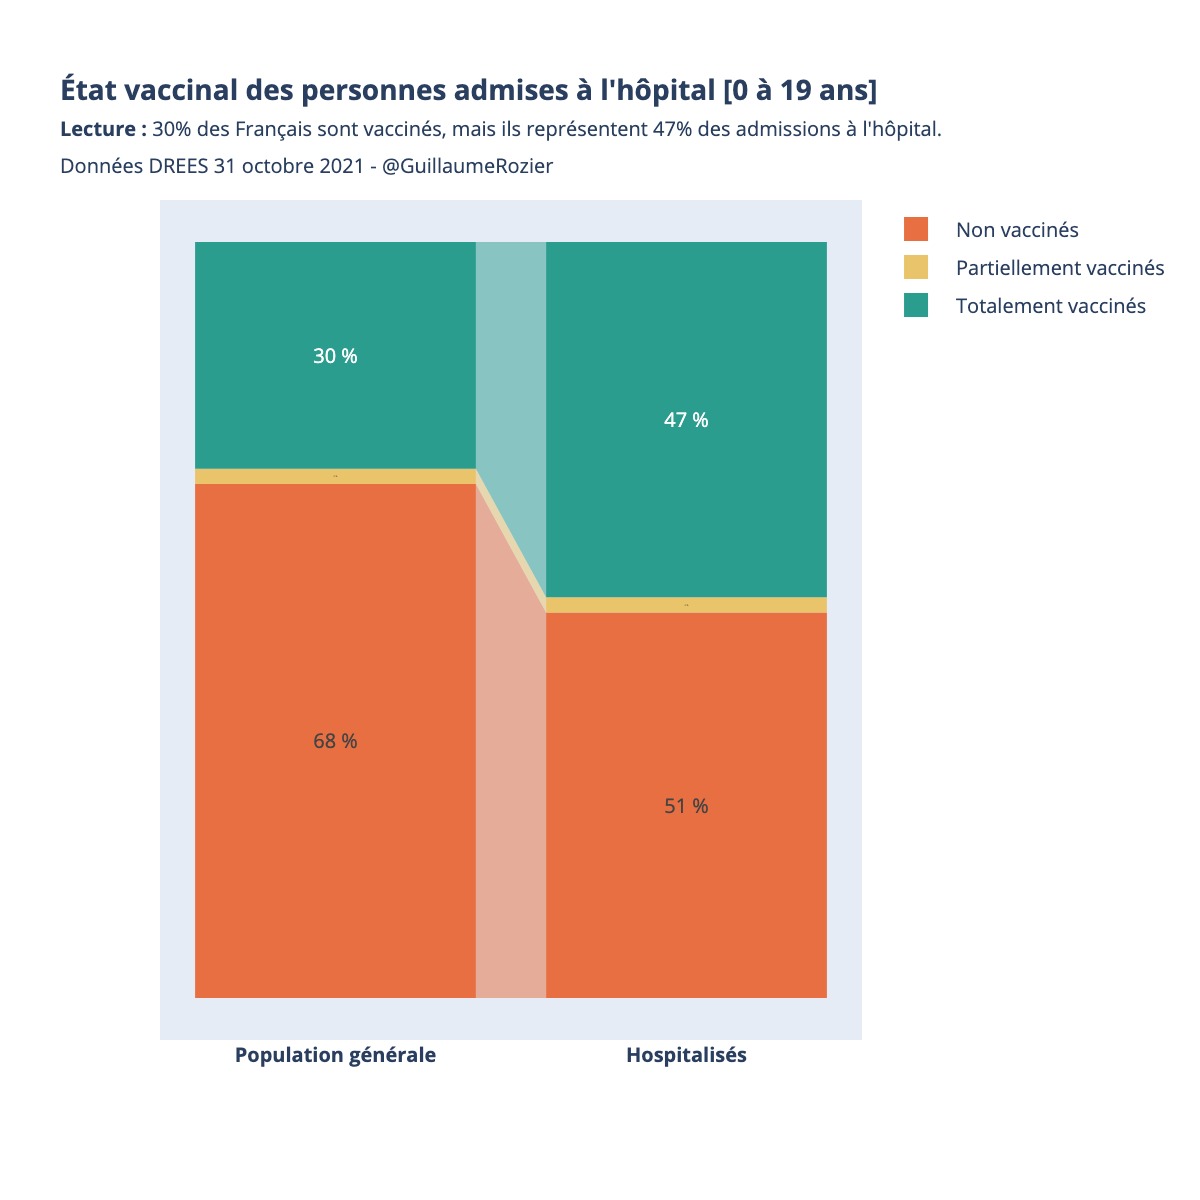 État vaccinal des personnes admises à l'hôpital [0 à 19 ans]
Lecture : 30% des Français sont vaccinés, mais ils représentent 47% des admissions à l'hôpital.
Données DREES 31 octobre 2021 - @GuillaumeRozier
Non vaccinés
Partiellement vaccinés
Totalement vaccinés
30 %
47 %
68 %
51 %
Population générale
Hospitalisés